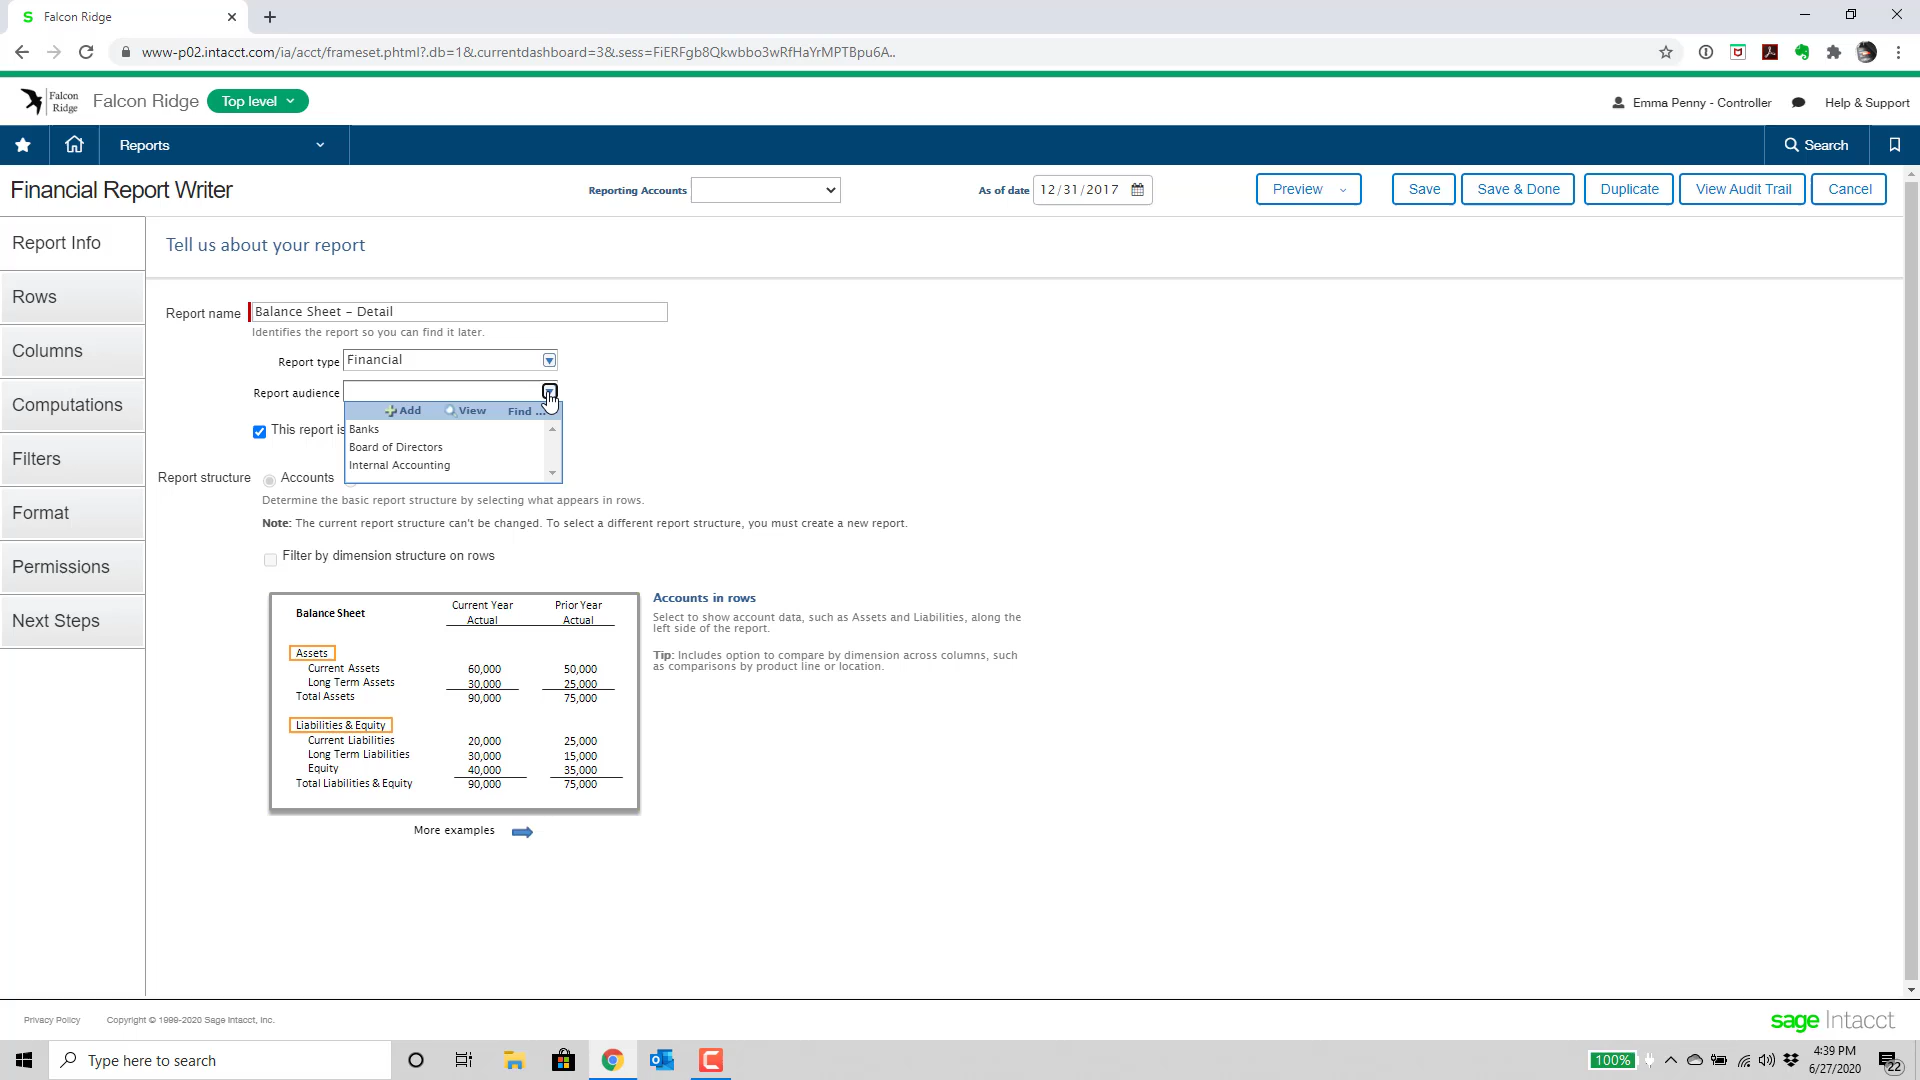 Falcon Ridge
www-p02.intacct.com/ia/acct/frameset.phtml?.db=1&.currentdashboard=3&.sess=FiERFgb8Qkwbbo3wRfHaYrMPTBpu6A..
Falcon Ridge
Falcon Ridge
Top level
Emma Penny - Controller
Help & Support
Reports
Search
Financial Report Writer
Reporting Accounts
As of date
12/31/2017
Preview
Save
Save & Done
Duplicate
View Audit Trail
Cancel
Report Info
Rows
Columns
Computations
Filters
Format
Permissions
Next Steps
Tell us about your report
Report name
Balance Sheet - Detail
Identifies the report so you can find it later.
Report type
Financial
Report audience
Add
View
Find ...
Banks
Board of Directors
Internal Accounting
This report is
Report structure
Accounts
Determine the basic report structure by selecting what appears in rows.
Note: The current report structure can't be changed. To select a different report structure, you must create a new report.
Filter by dimension structure on rows
Balance Sheet
Current Year Actual
Prior Year Actual
Assets
Current Assets 60,000 50,000
Long Term Assets 30,000 25,000
Total Assets 90,000 75,000
Liabilities & Equity
Current Liabilities 20,000 25,000
Long Term Liabilities 30,000 15,000
Equity 40,000 35,000
Total Liabilities & Equity 90,000 75,000
Accounts in rows
Select to show account data, such as Assets and Liabilities, along the
left side of the report.
Tip: Includes option to compare by dimension across columns, such
as comparisons by product line or location.
More examples
Privacy Policy
Copyright © 1999-2020 Sage Intacct, Inc.
sage Intacct
Type here to search
100%
4:39 PM
6/27/2020
22